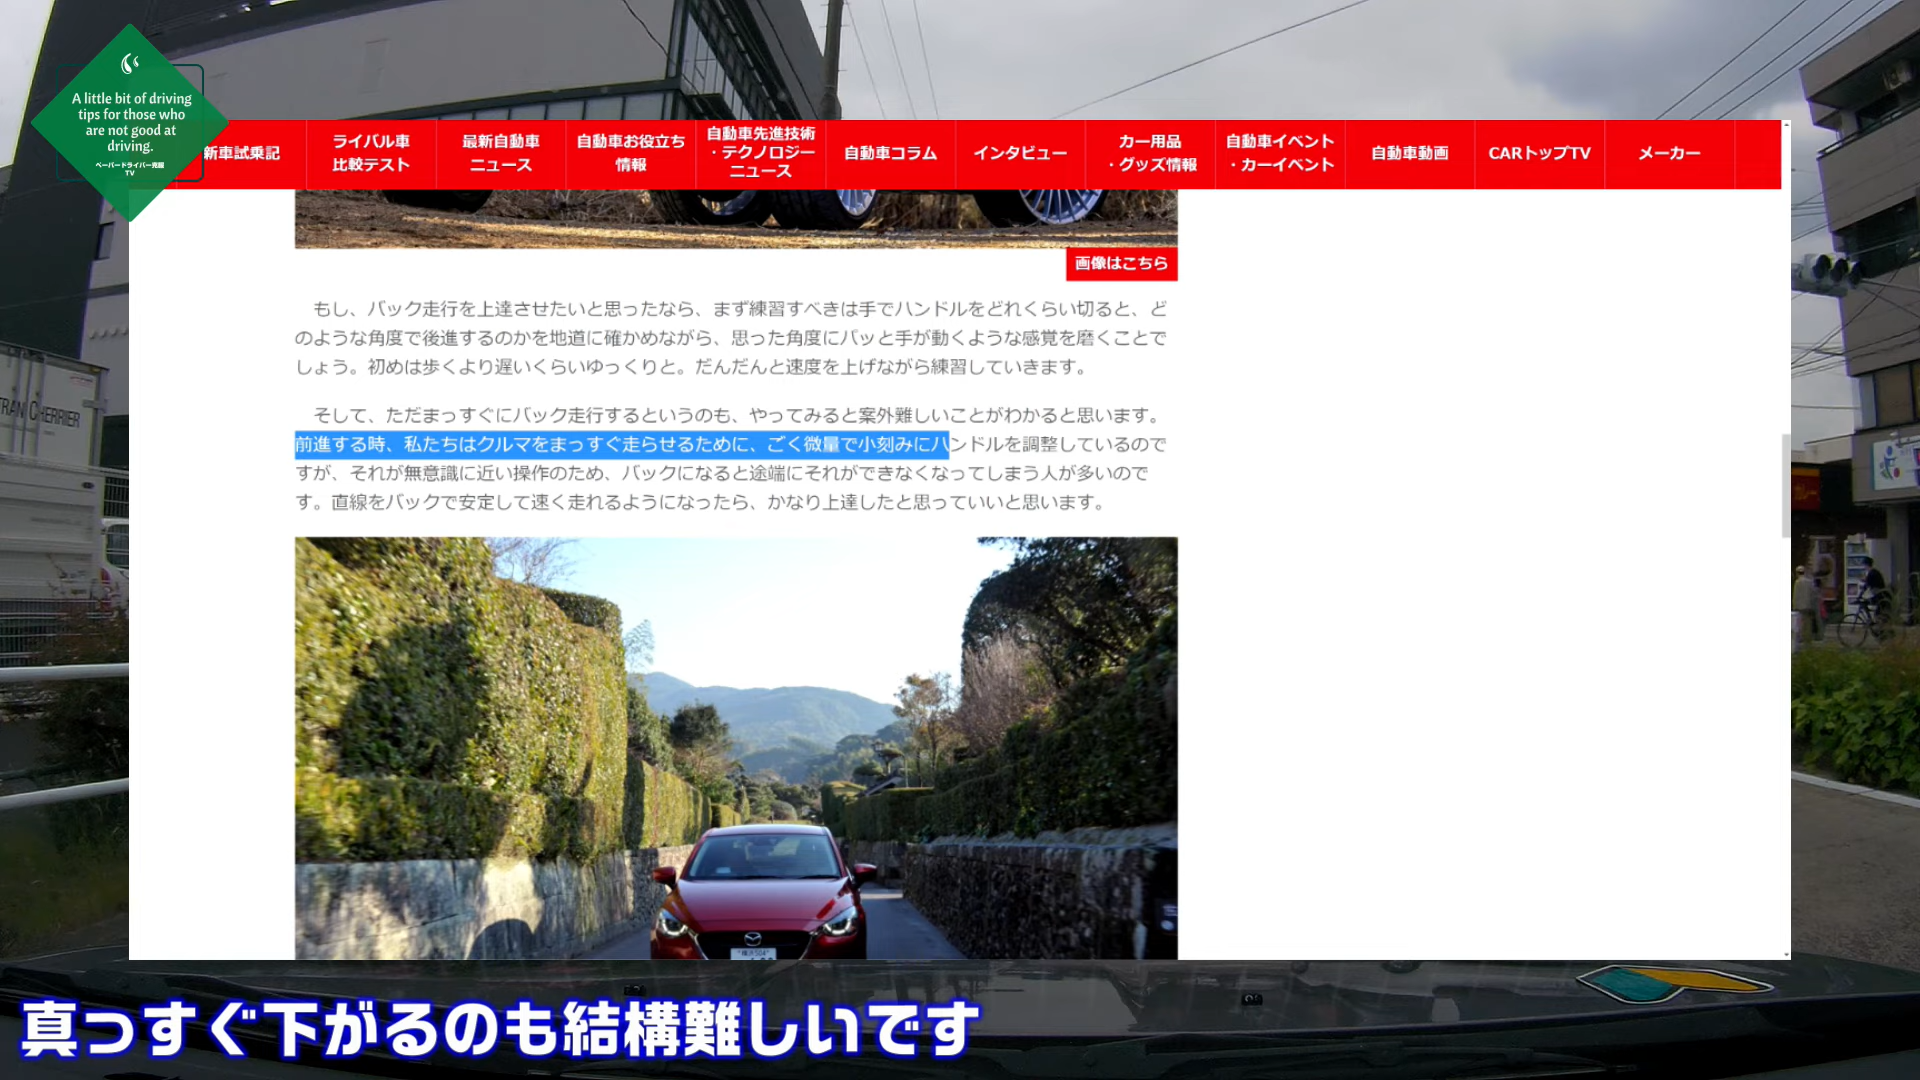 A little bit of driving
tips for those who
are not good at
driving.
ペーパードライバー克服
TV
新車試乗記
ライバル車
比較テスト
最新自動車
ニュース
自動車お役立ち
情報
自動車先進技術
・テクノロジー
ニュース
自動車コラム
インタビュー
カー用品
・グッズ情報
自動車イベント
・カーイベント
自動車動画
CARトップTV
メーカー
画像はこちら
もし、バック走行を上達させたいと思ったなら、まず練習すべきは手でハンドルをどれくらい切ると、ど
のような角度で後進するのかを地道に確かめながら、思った角度にパッと手が動くような感覚を磨くことで
しょう。初めは歩くより遅いくらいゆっくりと。だんだんと速度を上げながら練習していきます。
そして、ただまっすぐにバック走行するというのも、やってみると案外難しいことがわかると思います。
前進する時、私たちはクルマをまっすぐ走らせるために、ごく微量で小刻みにハンドルを調整しているので
すが、それが無意識に近い操作のため、バックになると途端にそれができなくなってしまう人が多いので
す。直線をバックで安定して速く走れるようになったら、かなり上達したと思っていいと思います。
真っすぐ下がるのも結構難しいです